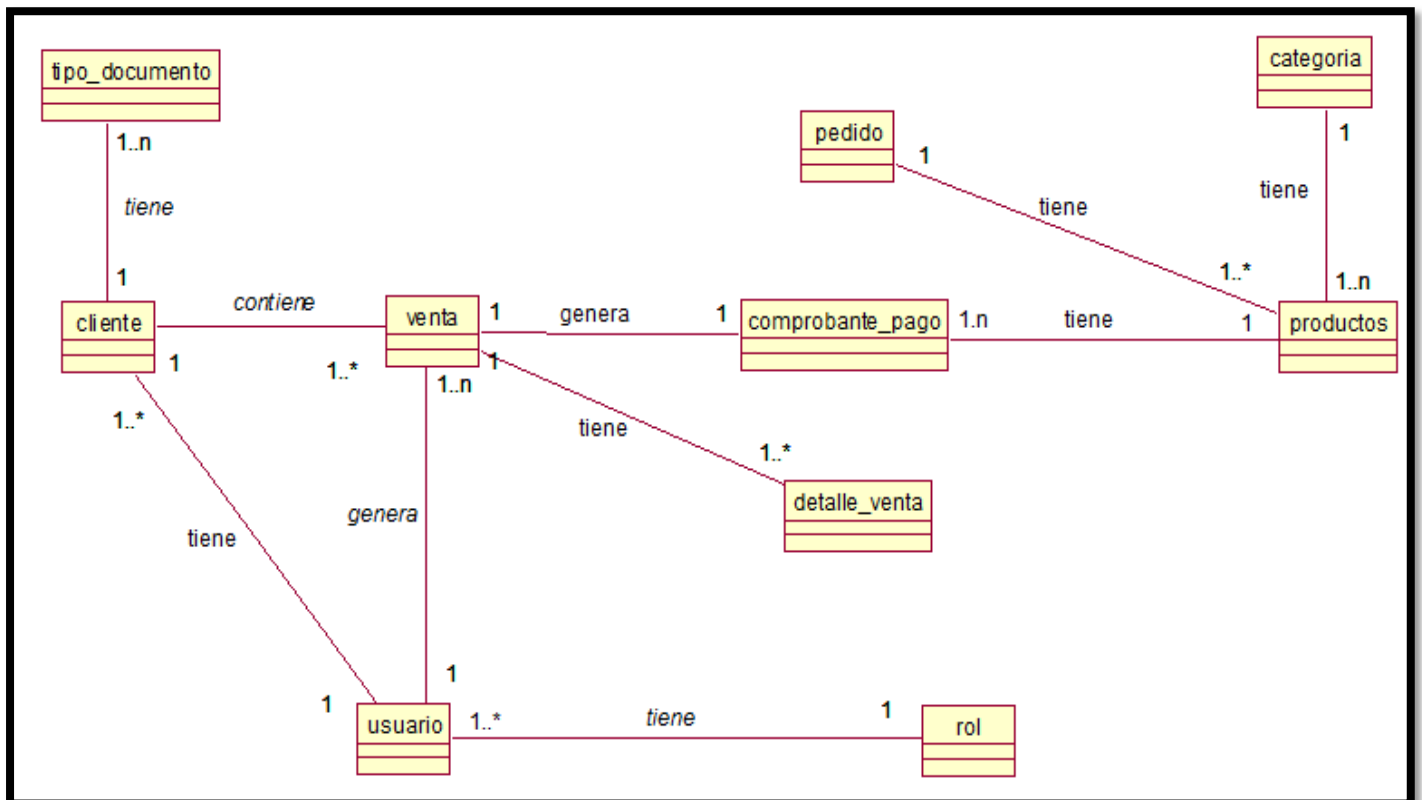 tipo_documento
categoria
pedido
1..n
1
1
tiene
tiene
tiene
1
1..*
1..n
cliente
contiene
venta
1
genera
1
comprobante_pago
1.n
tiene
1
productos
1
1..*
1
1..n
1..*
tiene
1..*
detalle_venta
genera
tiene
1
1
usuario
1..*
tiene
1
rol